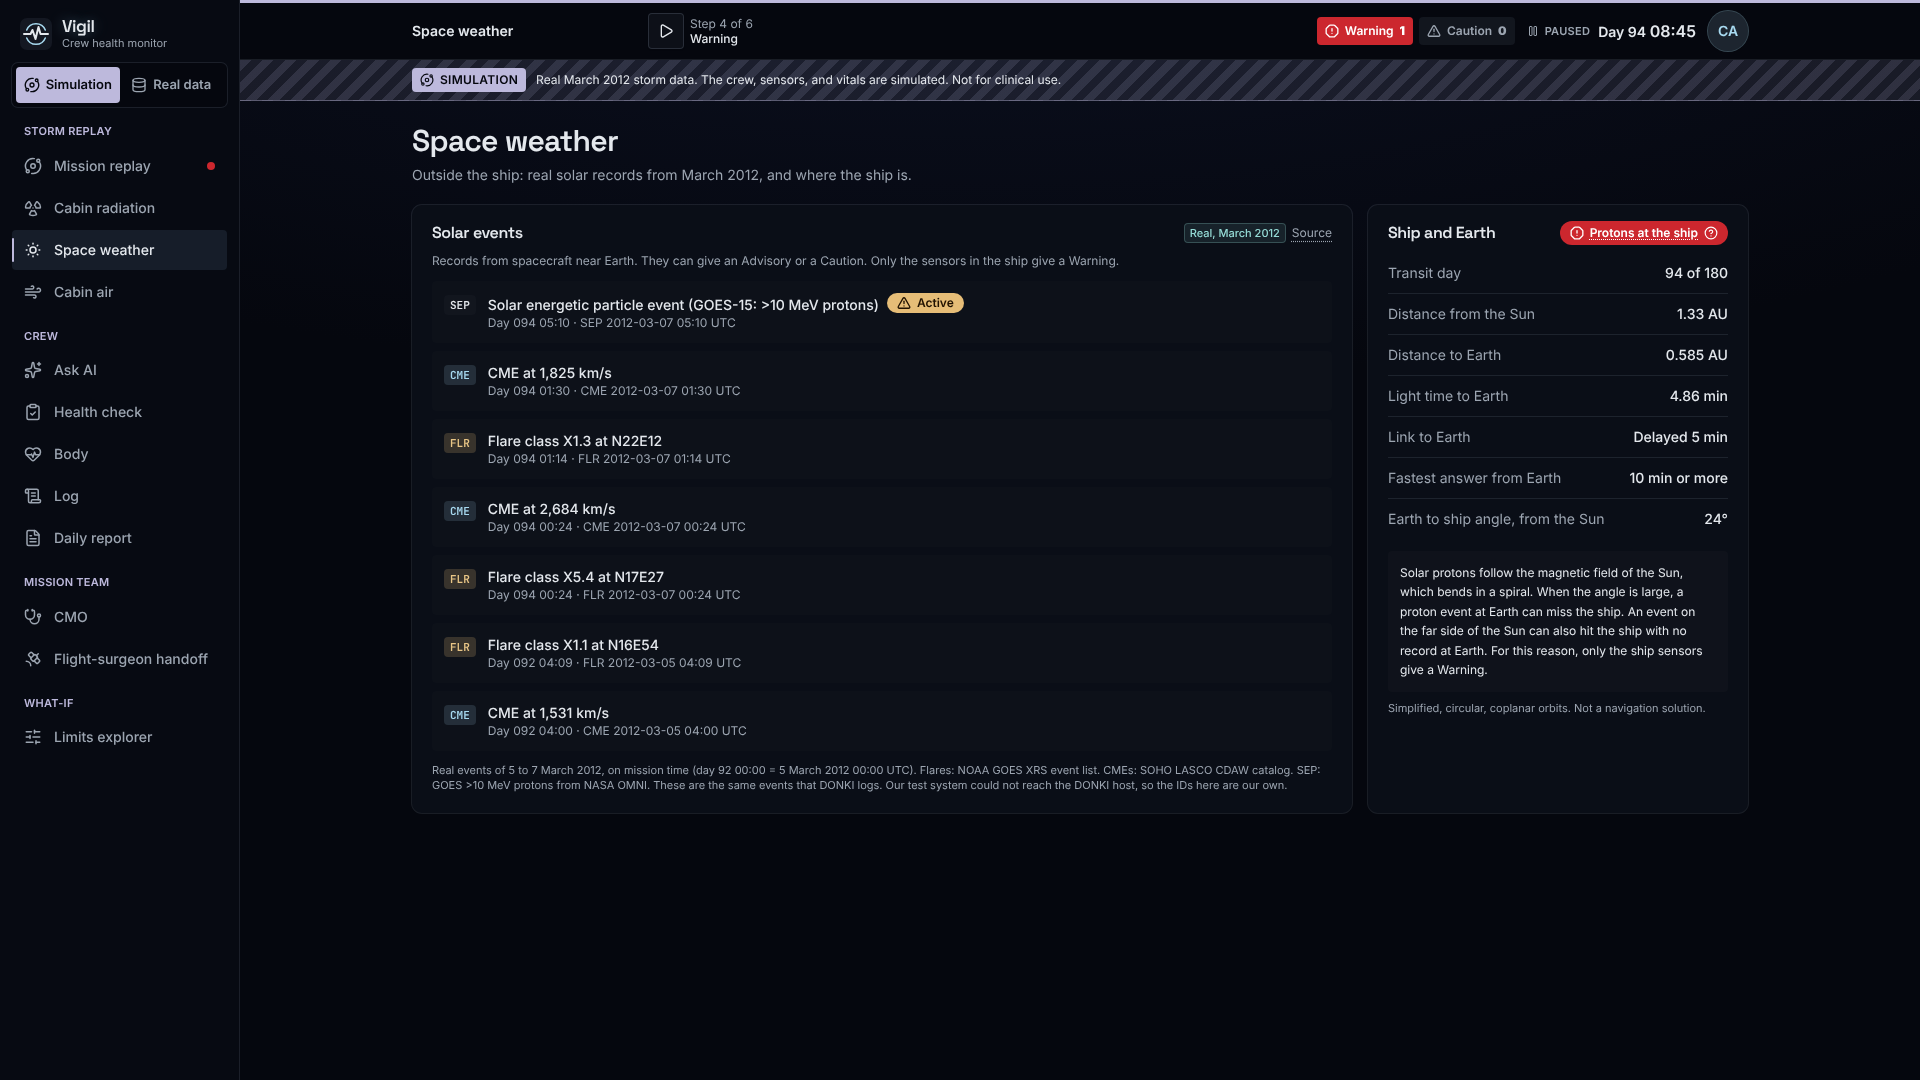 Vigil
Crew health monitor
Simulation
Real data
STORM REPLAY
Mission replay
Cabin radiation
Space weather
Cabin air
CREW
Ask AI
Health check
Body
Log
Daily report
MISSION TEAM
CMO
Flight-surgeon handoff
WHAT-IF
Limits explorer
Space weather
Step 4 of 6
Warning
Warning 1
Caution 0
PAUSED
Day 94 08:45
CA
SIMULATION
Real March 2012 storm data. The crew, sensors, and vitals are simulated. Not for clinical use.
Space weather
Outside the ship: real solar records from March 2012, and where the ship is.
Solar events
Real, March 2012
Source
Records from spacecraft near Earth. They can give an Advisory or a Caution. Only the sensors in the ship give a Warning.
SEP
Solar energetic particle event (GOES-15: >10 MeV protons)
Active
Day 094 05:10 · SEP 2012-03-07 05:10 UTC
CME
CME at 1,825 km/s
Day 094 01:30 · CME 2012-03-07 01:30 UTC
FLR
Flare class X1.3 at N22E12
Day 094 01:14 · FLR 2012-03-07 01:14 UTC
CME
CME at 2,684 km/s
Day 094 00:24 · CME 2012-03-07 00:24 UTC
FLR
Flare class X5.4 at N17E27
Day 094 00:24 · FLR 2012-03-07 00:24 UTC
FLR
Flare class X1.1 at N16E54
Day 092 04:09 · FLR 2012-03-05 04:09 UTC
CME
CME at 1,531 km/s
Day 092 04:00 · CME 2012-03-05 04:00 UTC
Real events of 5 to 7 March 2012, on mission time (day 92 00:00 = 5 March 2012 00:00 UTC). Flares: NOAA GOES XRS event list. CMEs: SOHO LASCO CDAW catalog. SEP:
GOES >10 MeV protons from NASA OMNI. These are the same events that DONKI logs. Our test system could not reach the DONKI host, so the IDs here are our own.
Ship and Earth
Protons at the ship
Transit day 94 of 180
Distance from the Sun 1.33 AU
Distance to Earth 0.585 AU
Light time to Earth 4.86 min
Link to Earth Delayed 5 min
Fastest answer from Earth 10 min or more
Earth to ship angle, from the Sun 24°
Solar protons follow the magnetic field of the Sun,
which bends in a spiral. When the angle is large, a
proton event at Earth can miss the ship. An event on
the far side of the Sun can also hit the ship with no
record at Earth. For this reason, only the ship sensors
give a Warning.
Simplified, circular, coplanar orbits. Not a navigation solution.